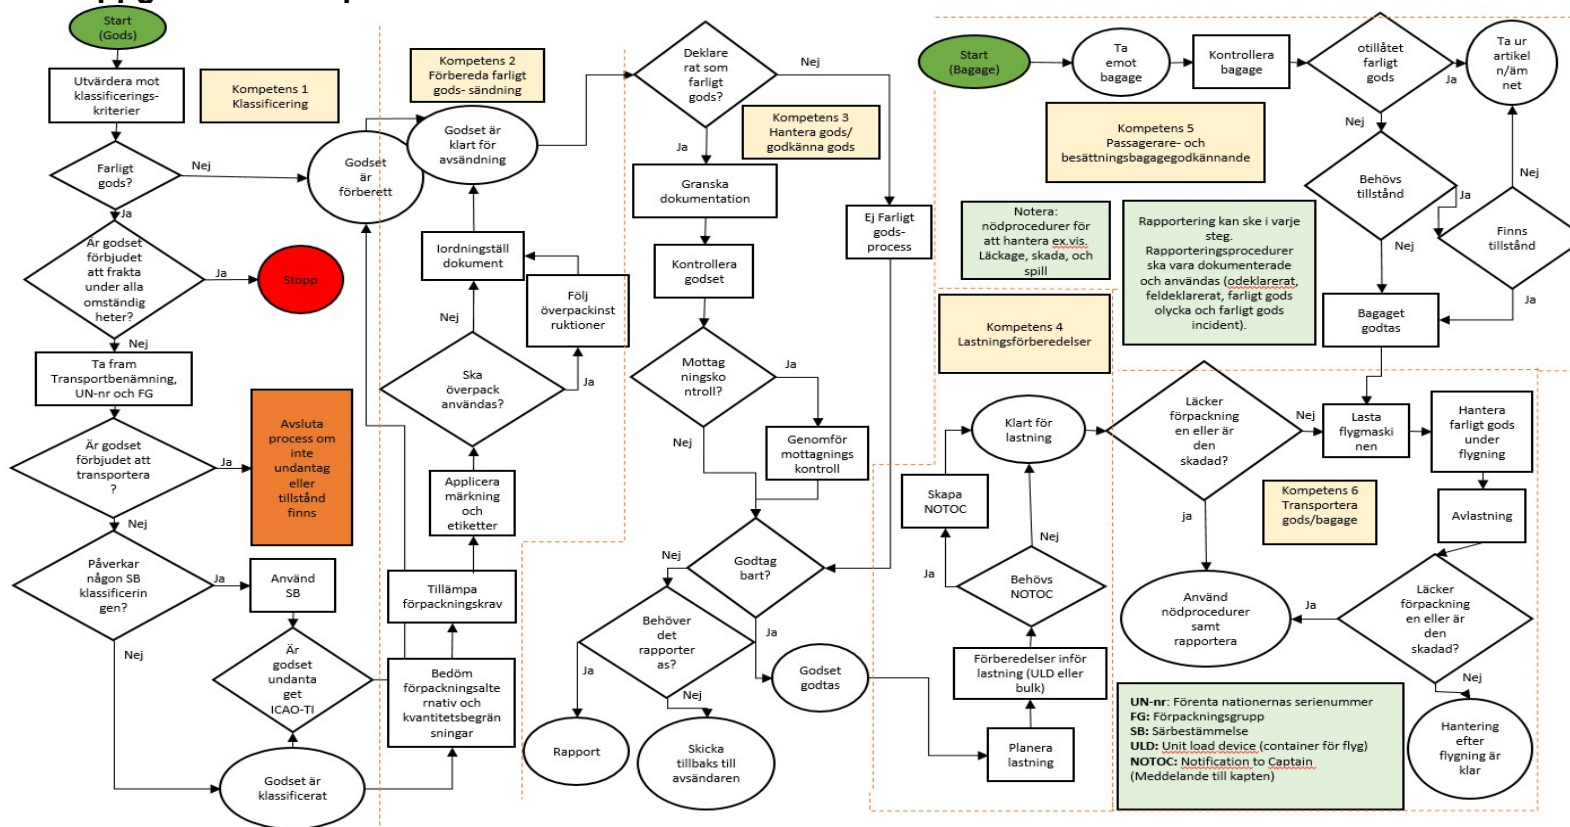 Start
(Gods)
Utvärdera mot
klassificerings-
kriterier
Kompetens 1
Klassificering
Farligt
gods?
Nej
Ja
Är godset
förbjudet
att frakta
under alla
omständig
heter?
Ja
Stopp
Nej
Ta fram
Transportbenämning,
UN-nr och FG
Är godset
förbjudet att
transportera
?
Ja
Avsluta
process om
inte
undantag
eller
tillstånd
finns
Nej
Påverkar
någon SB
klassificerin
gen?
Ja
Använd
SB
Nej
Är
godset
undanta
get
ICAO-TI
Godset är
klassificerat
Kompetens 2
Förbereda farligt
gods- sändning
Godset
är
förberett
Godset är
klart för
avsändning
Iordningställ
dokument
Följ
överpackinst
ruktioner
Nej
Ska
överpack
användas?
Ja
Applicera
märkning
och
etiketter
Tillämpa
förpackningskrav
Bedöm
förpackningsalte
rnativ och
kvantitetsbegrän
sningar
Deklare
rat som
farligt
gods?
Nej
Ja
Kompetens 3
Hantera gods/
godkänna gods
Granska
dokumentation
Ej Farligt
gods-
process
Kontrollera
godset
Mottag
ningsko
ntroll?
Ja
Nej
Genomför
mottagnings
kontroll
Godtag
bart?
Nej
Ja
Behöver
det
rapporter
as?
Ja
Nej
Godset
godtas
Rapport
Skicka
tillbaks till
avsändaren
Start
(Bagage)
Ta
emot
bagage
Kontrollera
bagage
otillåtet
farligt
gods
Ja
Ta ur
artikel
n/äm
net
Nej
Kompetens 5
Passagerare- och
besättningsbagagegodkännande
Behövs
tillstånd
Ja
Nej
Nej
Finns
tillstånd
Ja
Notera:
nödprocedurer för
att hantera ex.vis.
Läckage, skada, och
spill
Rapportering kan ske i varje
steg.
Rapporteringsprocedurer
ska vara dokumenterade
och användas (odeklarerat,
feldeklarerat, farligt gods
olycka och farligt gods
incident).
Bagaget
godtas
Kompetens 4
Lastningsförberedelser
Klart för
lastning
Skapa
NOTOC
Nej
Ja
Behövs
NOTOC
Förberedelser inför
lastning (ULD eller
bulk)
Planera
lastning
Läcker
förpackning
en eller är
den
skadad?
Nej
ja
Lasta
flygmaski
nen
Hantera
farligt gods
under
flygning
Kompetens 6
Transportera
gods/bagage
Avlastning
Använd
nödprocedurer
samt
rapportera
Ja
Läcker
förpackning
en eller är
den
skadad?
Nej
Hantering
efter
flygning är
klar
UN-nr: Förenta nationernas serienummer
FG: Förpackningsgrupp
SB: Särbestämmelse
ULD: Unit load device (container för flyg)
NOTOC: Notification to Captain
(Meddelande till kapten)